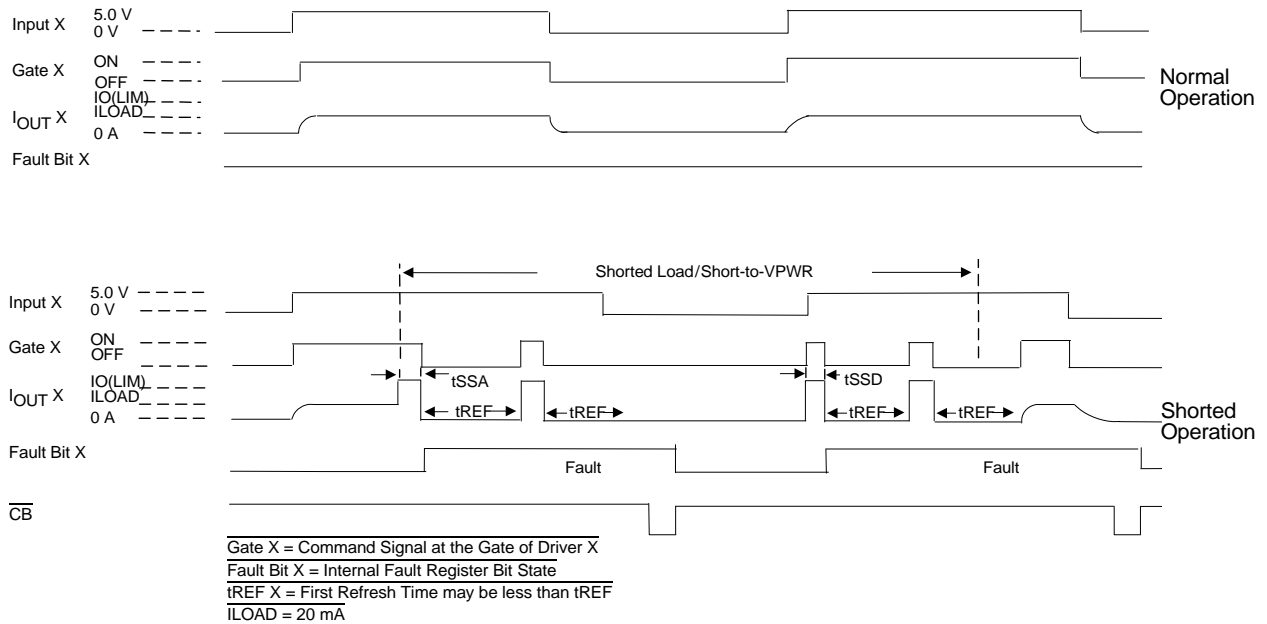 Input X 5.0 V
0 V
Gate X ON
OFF
IO(LIM)
IOUT X ILOAD
0 A
Fault Bit X
Normal
Operation
Shorted Load/Short-to-VPWR
Input X 5.0 V
0 V
Gate X ON
OFF
IO(LIM)
IOUT X ILOAD
0 A
tSSA
tSSD
tREF
tREF
tREF
tREF
Shorted
Operation
Fault Bit X
Fault
Fault
CB
Gate X = Command Signal at the Gate of Driver X
Fault Bit X = Internal Fault Register Bit State
tREF X = First Refresh Time may be less than tREF
ILOAD = 20 mA